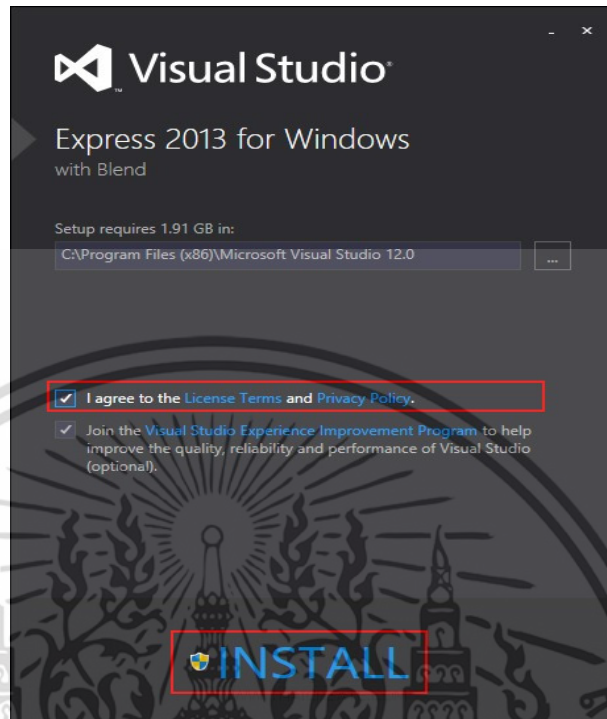 Visual Studio
Express 2013 for Windows
with Blend
Setup requires 1.91 GB in:
C:\Program Files (x86)\Microsoft Visual Studio 12.0
...
I agree to the License Terms and Privacy Policy.
Join the Visual Studio Experience Improvement Program to help
improve the quality, reliability and performance of Visual Studio
(optional).
INSTALL